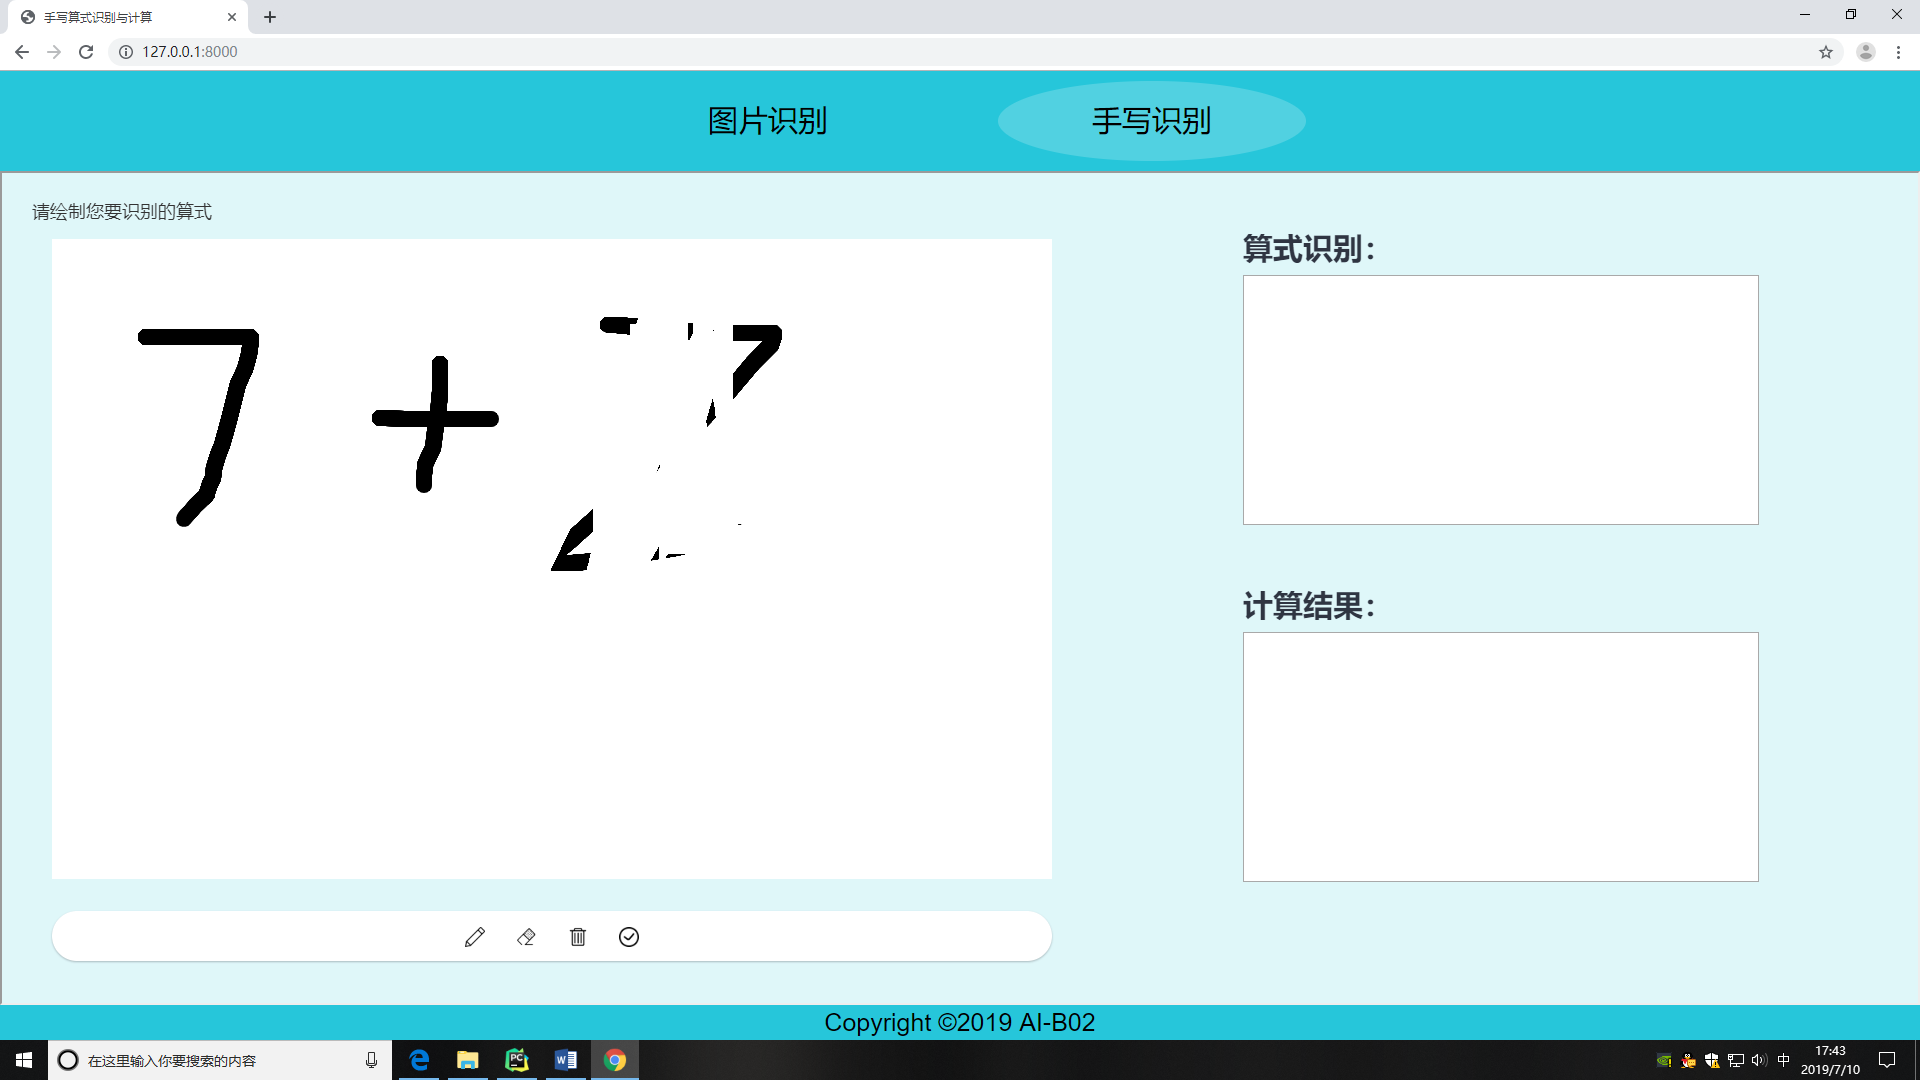 手写算式识别与计算
127.0.0.1:8000
图片识别 手写识别
请绘制您要识别的算式
7 +
算式识别：
计算结果：
Copyright ©2019 AI-B02
在这里输入你要搜索的内容
中
17:43
2019/7/10